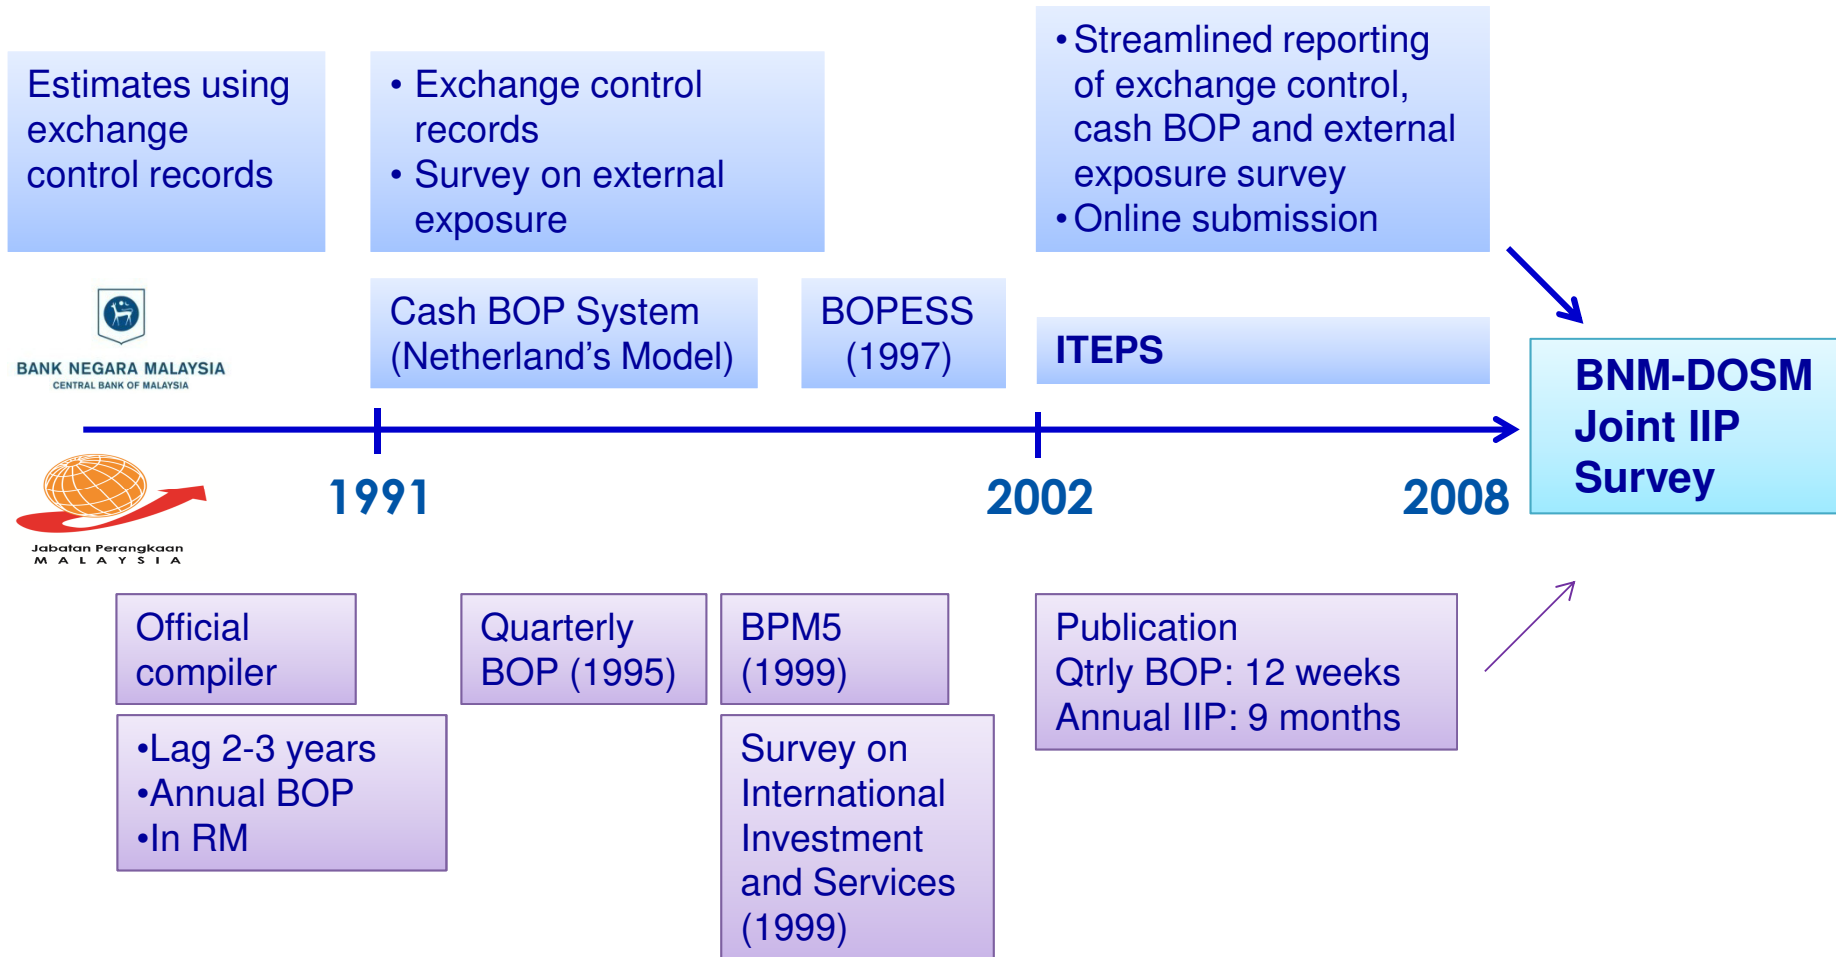 Estimates using
exchange
control records
• Exchange control
records
• Survey on external
exposure
• Streamlined reporting
of exchange control,
cash BOP and external
exposure survey
• Online submission
BANK NEGARA MALAYSIA
CENTRAL BANK OF MALAYSIA
Cash BOP System
(Netherland's Model)
BOPESS
(1997)
ITEPS
BNM-DOSM
Joint IIP
Survey
1991
2002
2008
Jabatan Perangkaan
MALAYSIA
Official
compiler
•Lag 2-3 years
•Annual BOP
•In RM
Quarterly
BOP (1995)
BPM5
(1999)
Survey on
International
Investment
and Services
(1999)
Publication
Qtrly BOP: 12 weeks
Annual IIP: 9 months